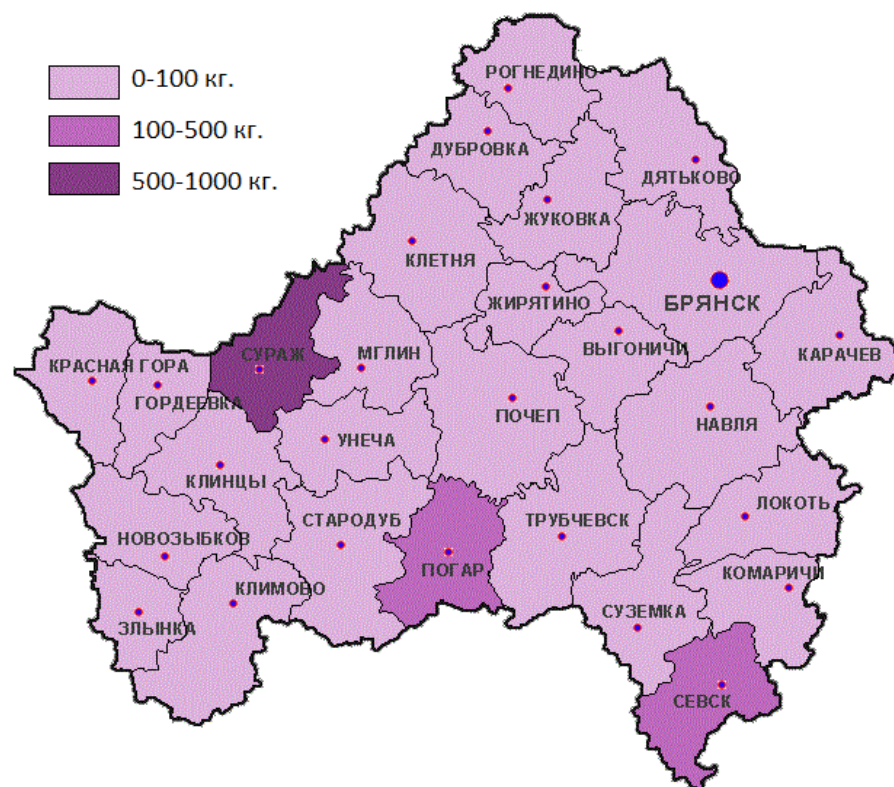 0-100 кг.
100-500 кг.
500-1000 кг.
РОГНЕДИНО
ДУБРОВКА
ДЯТЬКОВО
ЖУКОВКА
КЛЕТНЯ
ЖИРЯТИНО
БРЯНСК
ВЫГОНИЧИ
КАРАЧЕВ
СУРАЖ
МГЛИН
КРАСНАЯ ГОРА
ГОРДЕЕВКА
ПОЧЕП
НАВЛЯ
УНЕЧА
КЛИНЦЫ
ЛОКОТЬ
СТАРОДУБ
ТРУБЧЕВСК
НОВОЗЫБКОВ
ПОГАР
КОМАРИЧИ
КЛИМОВО
СУЗЕМКА
ЗЛЫНКА
СЕВСК